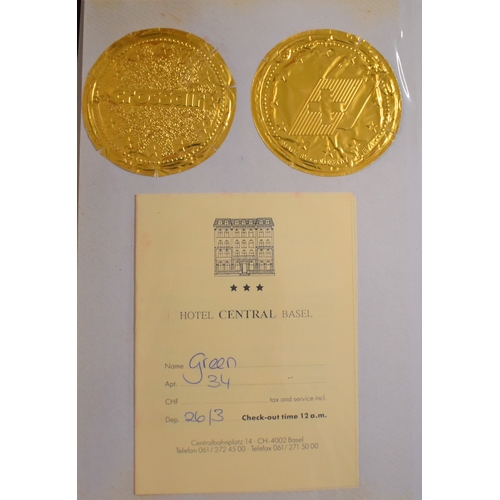 crossair
HOTEL CENTRAL BASEL
Name Green
Apt. 34
CHF tax and service incl.
Dep. 26/3 Check-out time 12 a.m.
Centralbahnplatz 14 · CH-4002 Basel
Telefon 061/272 45 00 · Telefax 061/271 50 00